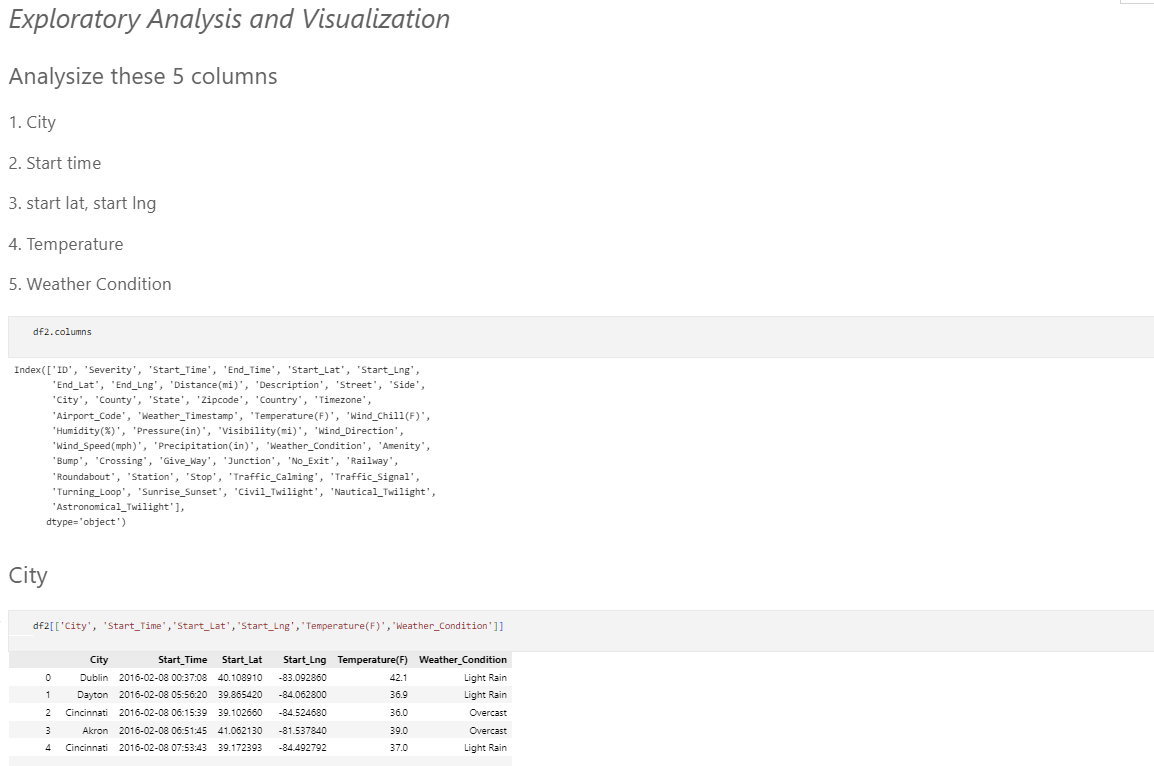 Exploratory Analysis and Visualization
Analysize these 5 columns
1. City
2. Start time
3. start lat, start lng
4. Temperature
5. Weather Condition
df2.columns
Index(['ID', 'Severity', 'Start_Time', 'End_Time', 'Start_Lat', 'Start_Lng',
'End_Lat', 'End_Lng', 'Distance(mi)', 'Description', 'Street', 'Side',
'City', 'County', 'State', 'Zipcode', 'Country', 'Timezone',
'Airport_Code', 'Weather_Timestamp', 'Temperature(F)', 'Wind_Chill(F)',
'Humidity(%)', 'Pressure(in)', 'Visibility(mi)', 'Wind_Direction',
'Wind_Speed(mph)', 'Precipitation(in)', 'Weather_Condition', 'Amenity',
'Bump', 'Crossing', 'Give_Way', 'Junction', 'No_Exit', 'Railway',
'Roundabout', 'Station', 'Stop', 'Traffic_Calming', 'Traffic_Signal',
'Turning_Loop', 'Sunrise_Sunset', 'Civil_Twilight', 'Nautical_Twilight',
'Astronomical_Twilight'],
dtype='object')
City
df2[['City', 'Start_Time','Start_Lat','Start_Lng','Temperature(F)','Weather_Condition']]
City Start_Time Start_Lat Start_Lng Temperature(F) Weather_Condition
0 Dublin 2016-02-08 00:37:08 40.108910 -83.092860 42.1 Light Rain
1 Dayton 2016-02-08 05:56:20 39.865420 -84.062800 36.9 Light Rain
2 Cincinnati 2016-02-08 06:15:39 39.102660 -84.524680 36.0 Overcast
3 Akron 2016-02-08 06:51:45 41.062130 -81.537840 39.0 Overcast
4 Cincinnati 2016-02-08 07:53:43 39.172393 -84.492792 37.0 Light Rain